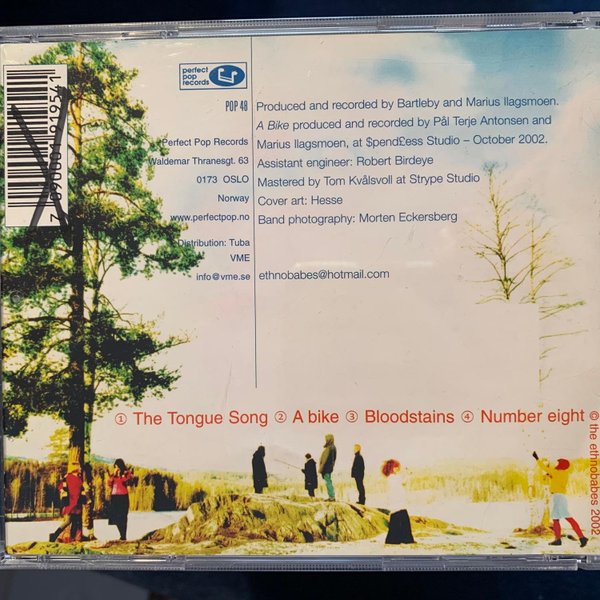 perfect
pop
records
POP 48
Perfect Pop Records
Waldemar Thranesgt. 63
0173 OSLO
Norway
www.perfectpop.no
Distribution: Tuba
VME
info@vme.se
Produced and recorded by Bartleby and Marius Ilagsmoen.
A Bike produced and recorded by Pål Terje Antonsen and
Marius Ilagsmoen, at $pend£ess Studio – October 2002.
Assistant engineer: Robert Birdeye
Mastered by Tom Kvålsvoll at Strype Studio
Cover art: Hesse
Band photography: Morten Eckersberg
ethnobabes@hotmail.com
① The Tongue Song ② A bike ③ Bloodstains ④ Number eight
© the ethnobabes 2002